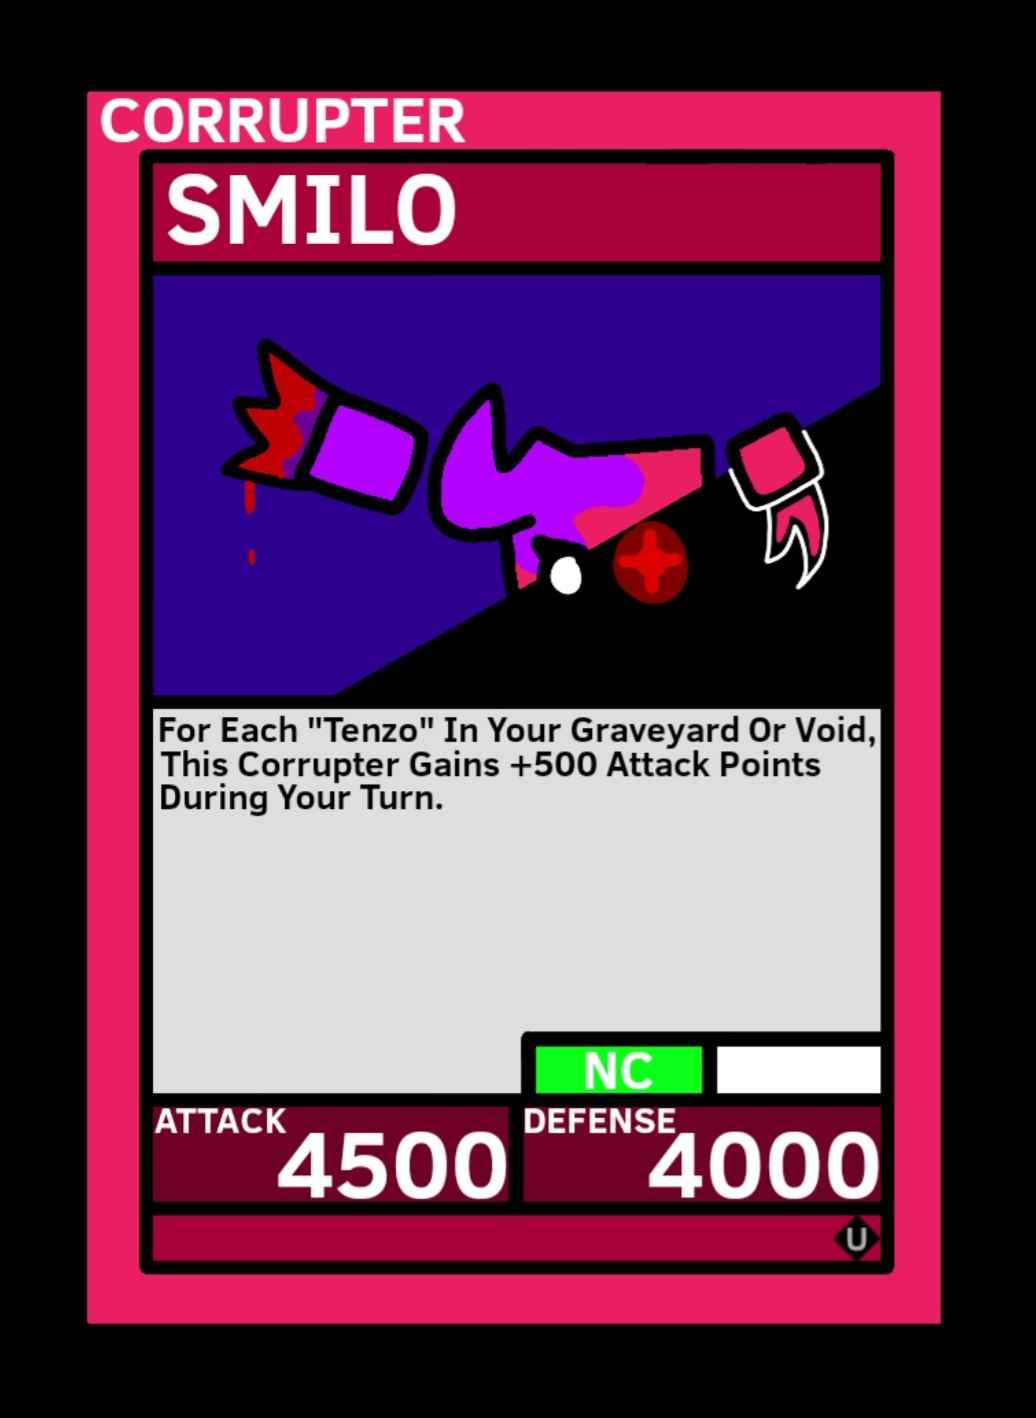 CORRUPTER
SMILO
For Each "Tenzo" In Your Graveyard Or Void,
This Corrupter Gains +500 Attack Points
During Your Turn.
NC
ATTACK
4500
DEFENSE
4000
U